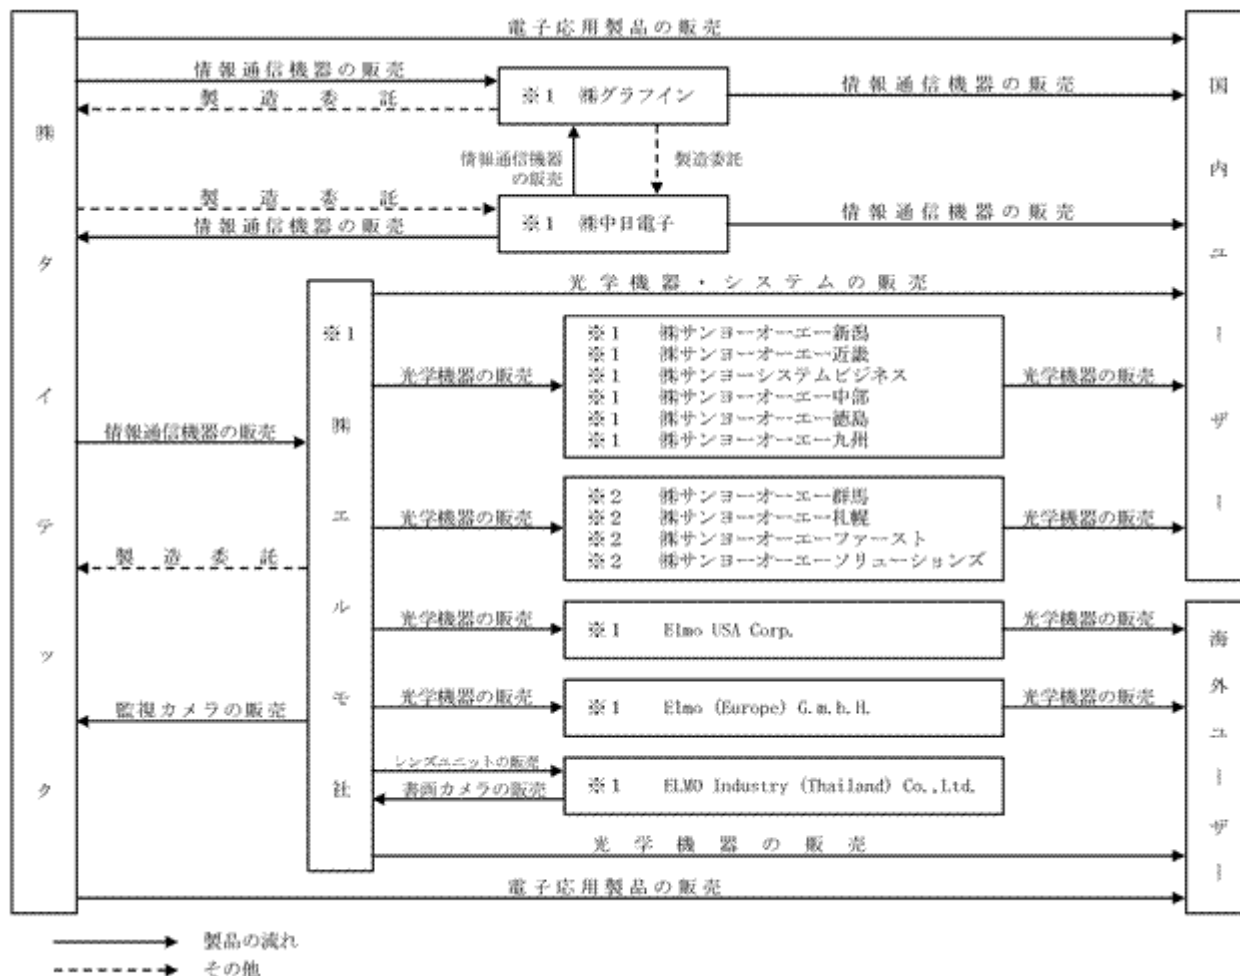 電子応用製品の販売
情報通信機器の販売
製造委託
※1 ㈱グラフイン
情報通信機器の販売
情報通信機器
の販売
製造委託
製造委託
情報通信機器の販売
※1 ㈱中日電子
情報通信機器の販売
㈱タイテック
国内ユーザー
光学機器・システムの販売
※1 ㈱エルモ社
光学機器の販売
※1 ㈱サンヨーオーエー新潟
※1 ㈱サンヨーオーエー近畿
※1 ㈱サンヨーシステムビジネス
※1 ㈱サンヨーオーエー中部
※1 ㈱サンヨーオーエー徳島
※1 ㈱サンヨーオーエー九州
光学機器の販売
情報通信機器の販売
光学機器の販売
※2 ㈱サンヨーオーエー群馬
※2 ㈱サンヨーオーエー札幌
※2 ㈱サンヨーオーエーファースト
※2 ㈱サンヨーオーエーソリューションズ
光学機器の販売
製造委託
光学機器の販売
※1 Elmo USA Corp.
光学機器の販売
海外ユーザー
監視カメラの販売
光学機器の販売
※1 Elmo (Europe) G.m.b.H.
光学機器の販売
レンズユニットの販売
書画カメラの販売
※1 ELMO Industry (Thailand) Co.,Ltd.
光学機器の販売
電子応用製品の販売
製品の流れ
その他